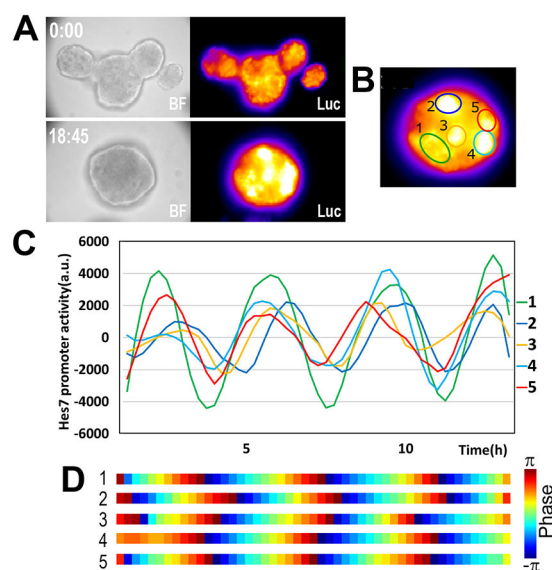 A
0:00
BF
Luc
18:45
BF
Luc
B
1
2
3
4
5
C
Hes7 promoter activity(a.u.)
6000
4000
2000
0
-2000
-4000
-6000
5
10
Time(h)
1
2
3
4
5
D
1
2
3
4
5
π
Phase
-π